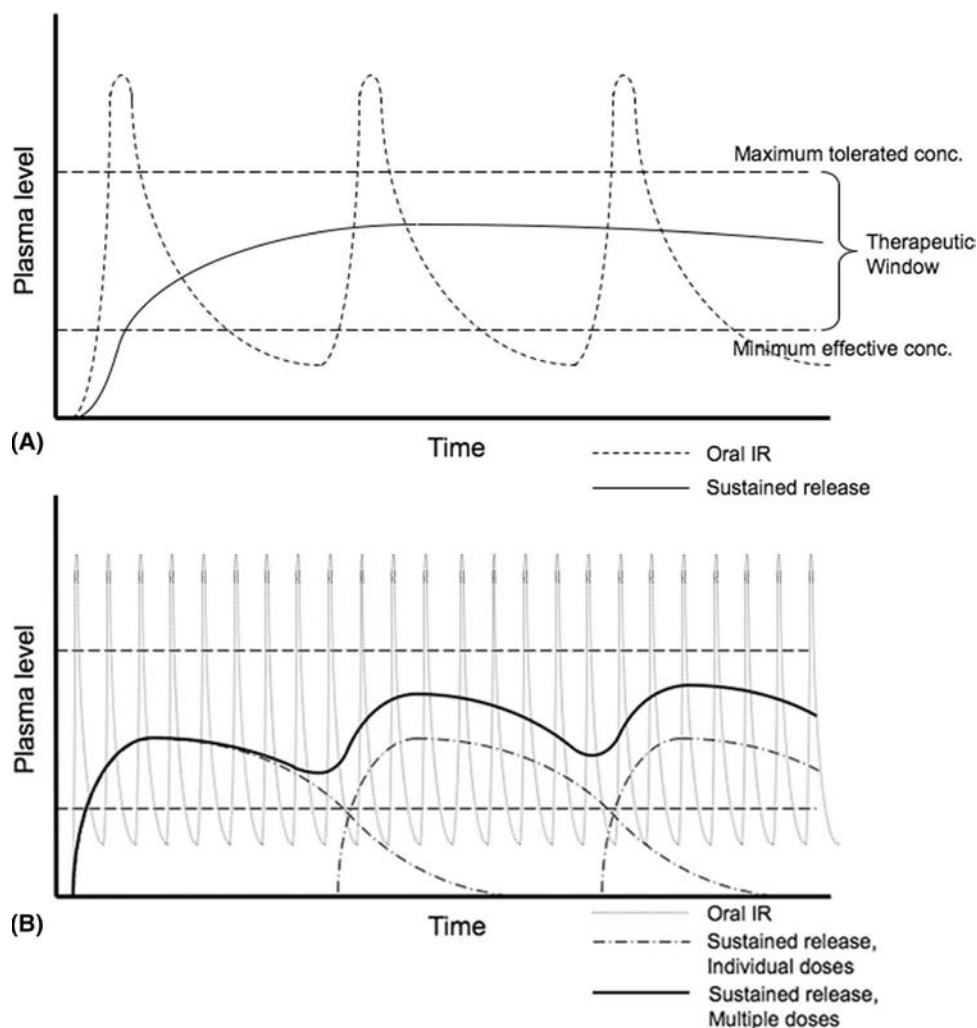 Plasma level
Maximum tolerated conc.
Therapeutic
Window
Minimum effective conc.
(A)
Time
Oral IR
Sustained release
Plasma level
(B)
Time
Oral IR
Sustained release,
Individual doses
Sustained release,
Multiple doses